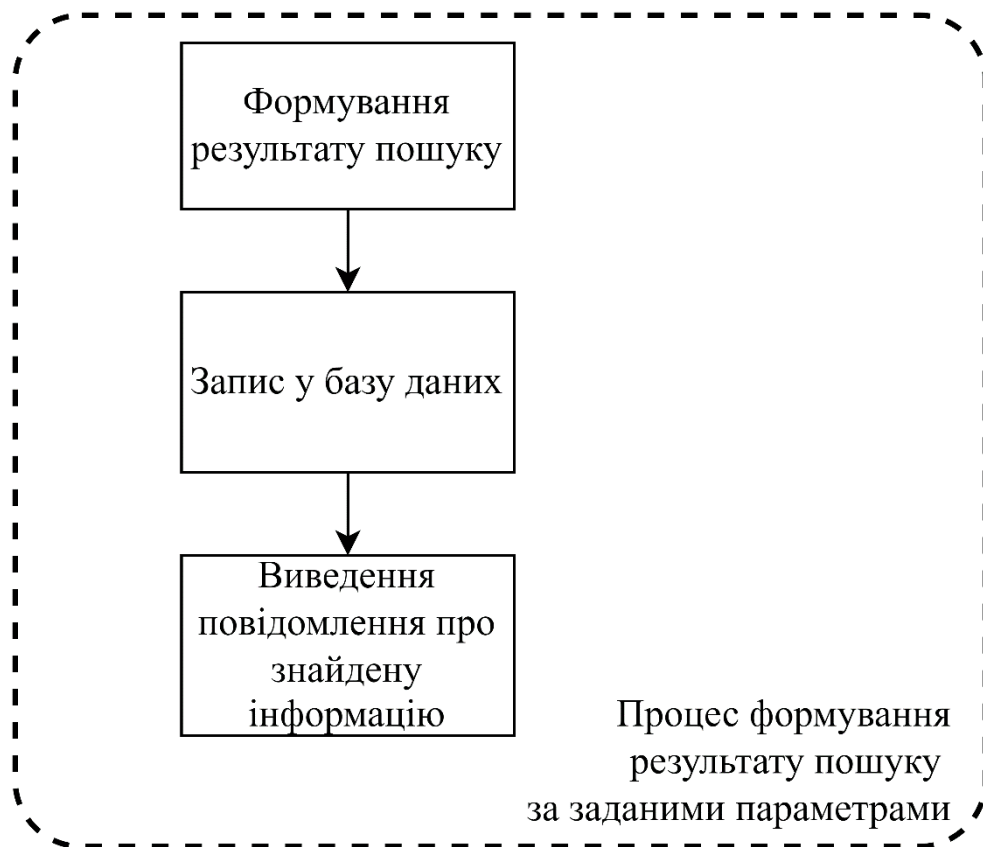 Формування
результату пошуку
Запис у базу даних
Виведення
повідомлення про
знайдену
інформацію
Процес формування
результату пошуку
за заданими параметрами